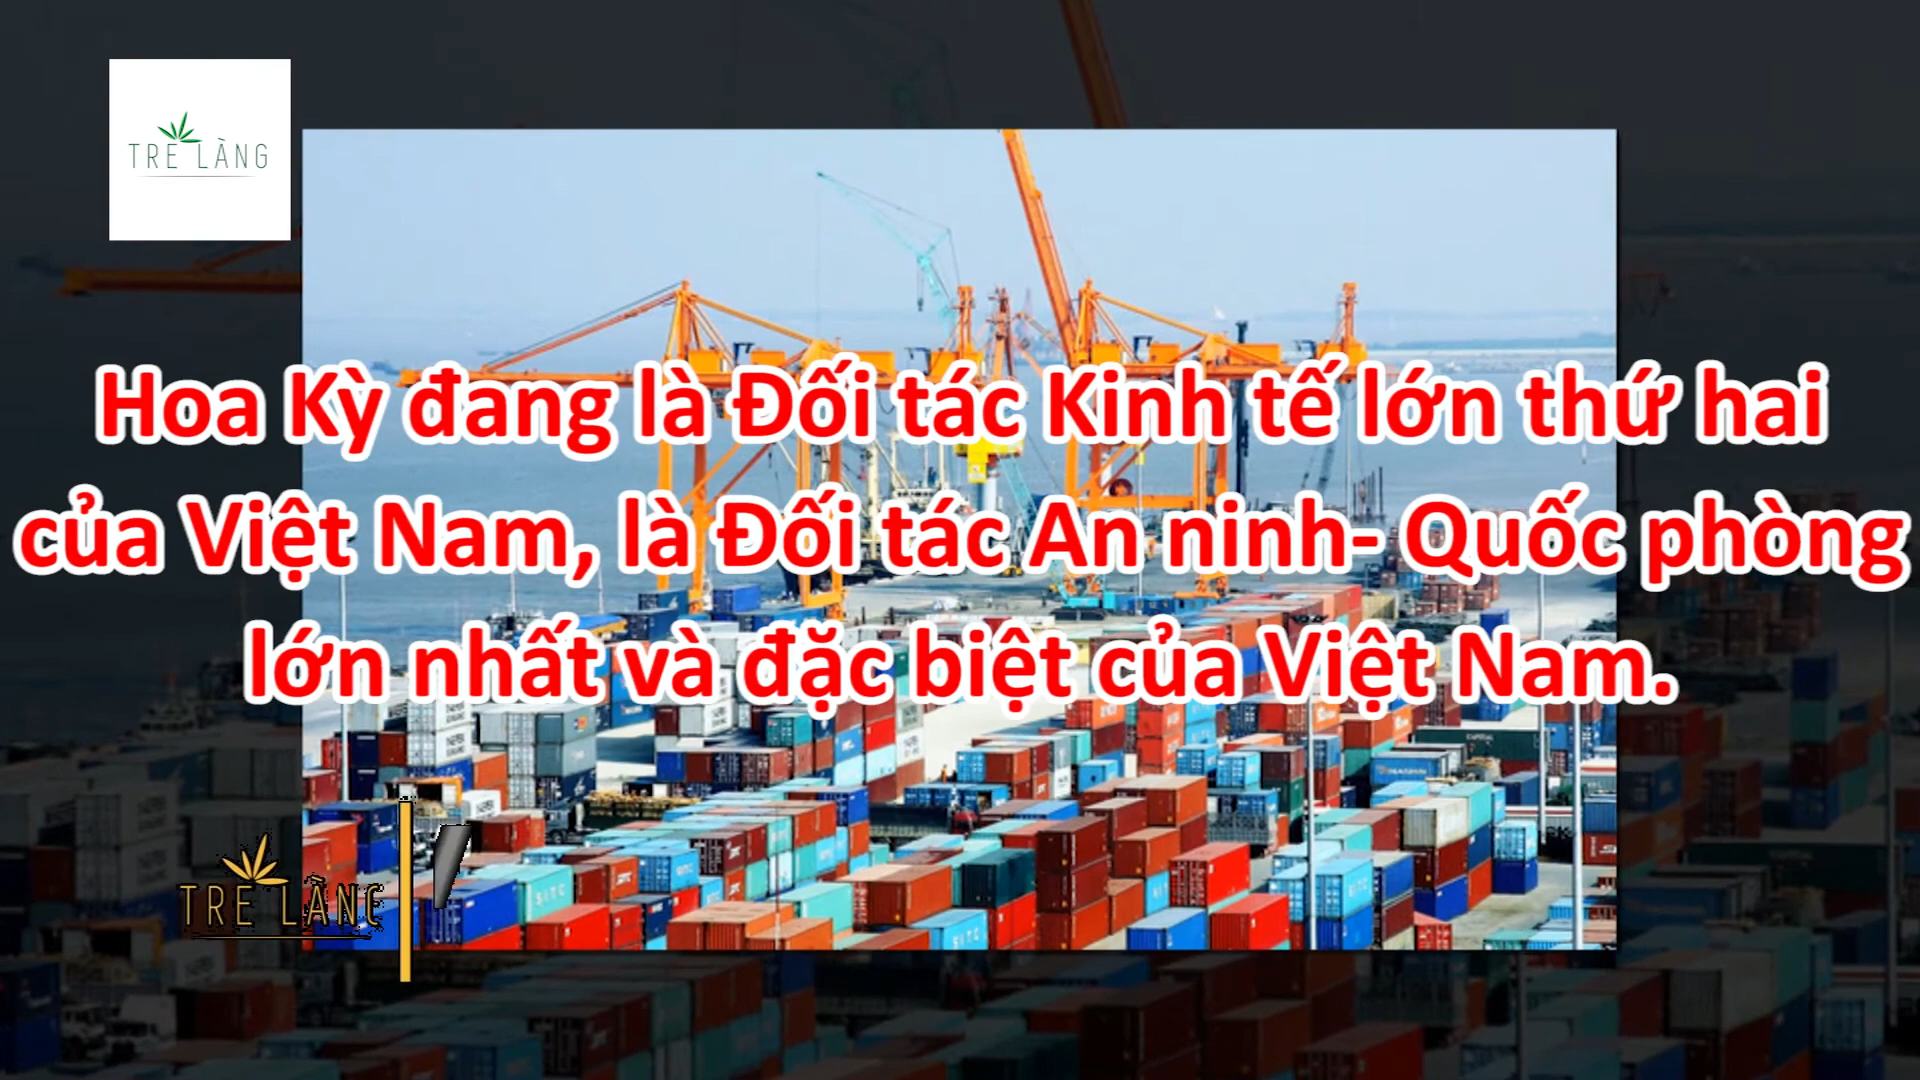 TRE LÀNG
Hoa Kỳ đang là Đối tác Kinh tế lớn thứ hai
của Việt Nam, là Đối tác An ninh- Quốc phòng
lớn nhất và đặc biệt của Việt Nam.
TRE LÀNG